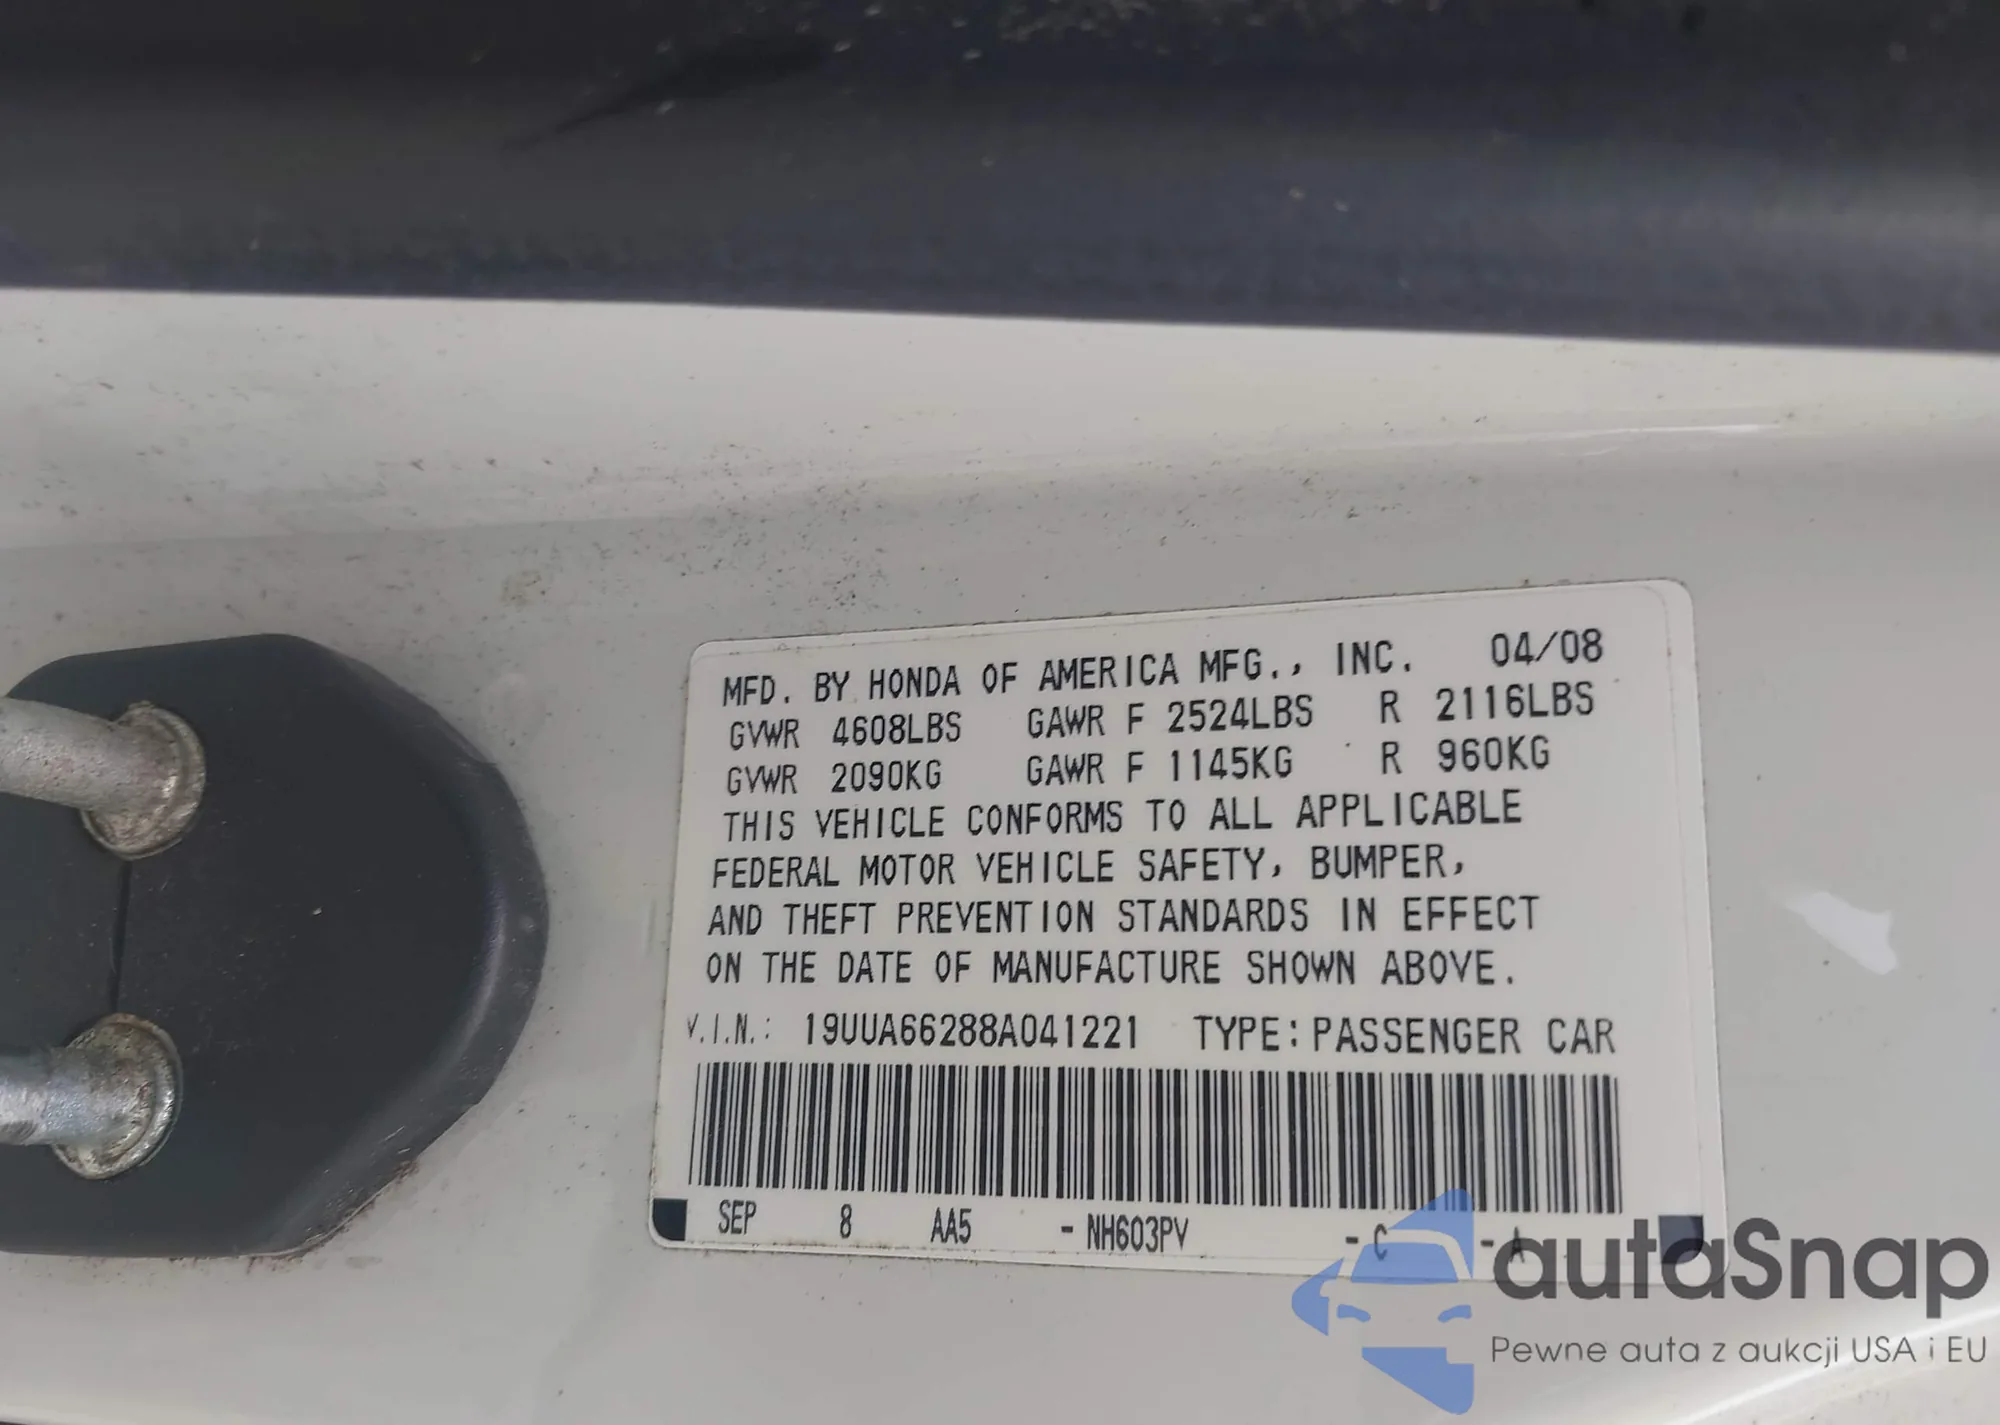 MFD. BY HONDA OF AMERICA MFG., INC. 04/08
GVWR 4608LBS GAWR F 2524LBS R 2116LBS
GVWR 2090KG GAWR F 1145KG R 960KG
THIS VEHICLE CONFORMS TO ALL APPLICABLE
FEDERAL MOTOR VEHICLE SAFETY, BUMPER,
AND THEFT PREVENTION STANDARDS IN EFFECT
ON THE DATE OF MANUFACTURE SHOWN ABOVE.
V.I.N.: 19UUA66288A041221 TYPE: PASSENGER CAR
SEP 8 AA5 - NH603PV - C - A
autoSnap
Pewne auta z aukcji USA i EU